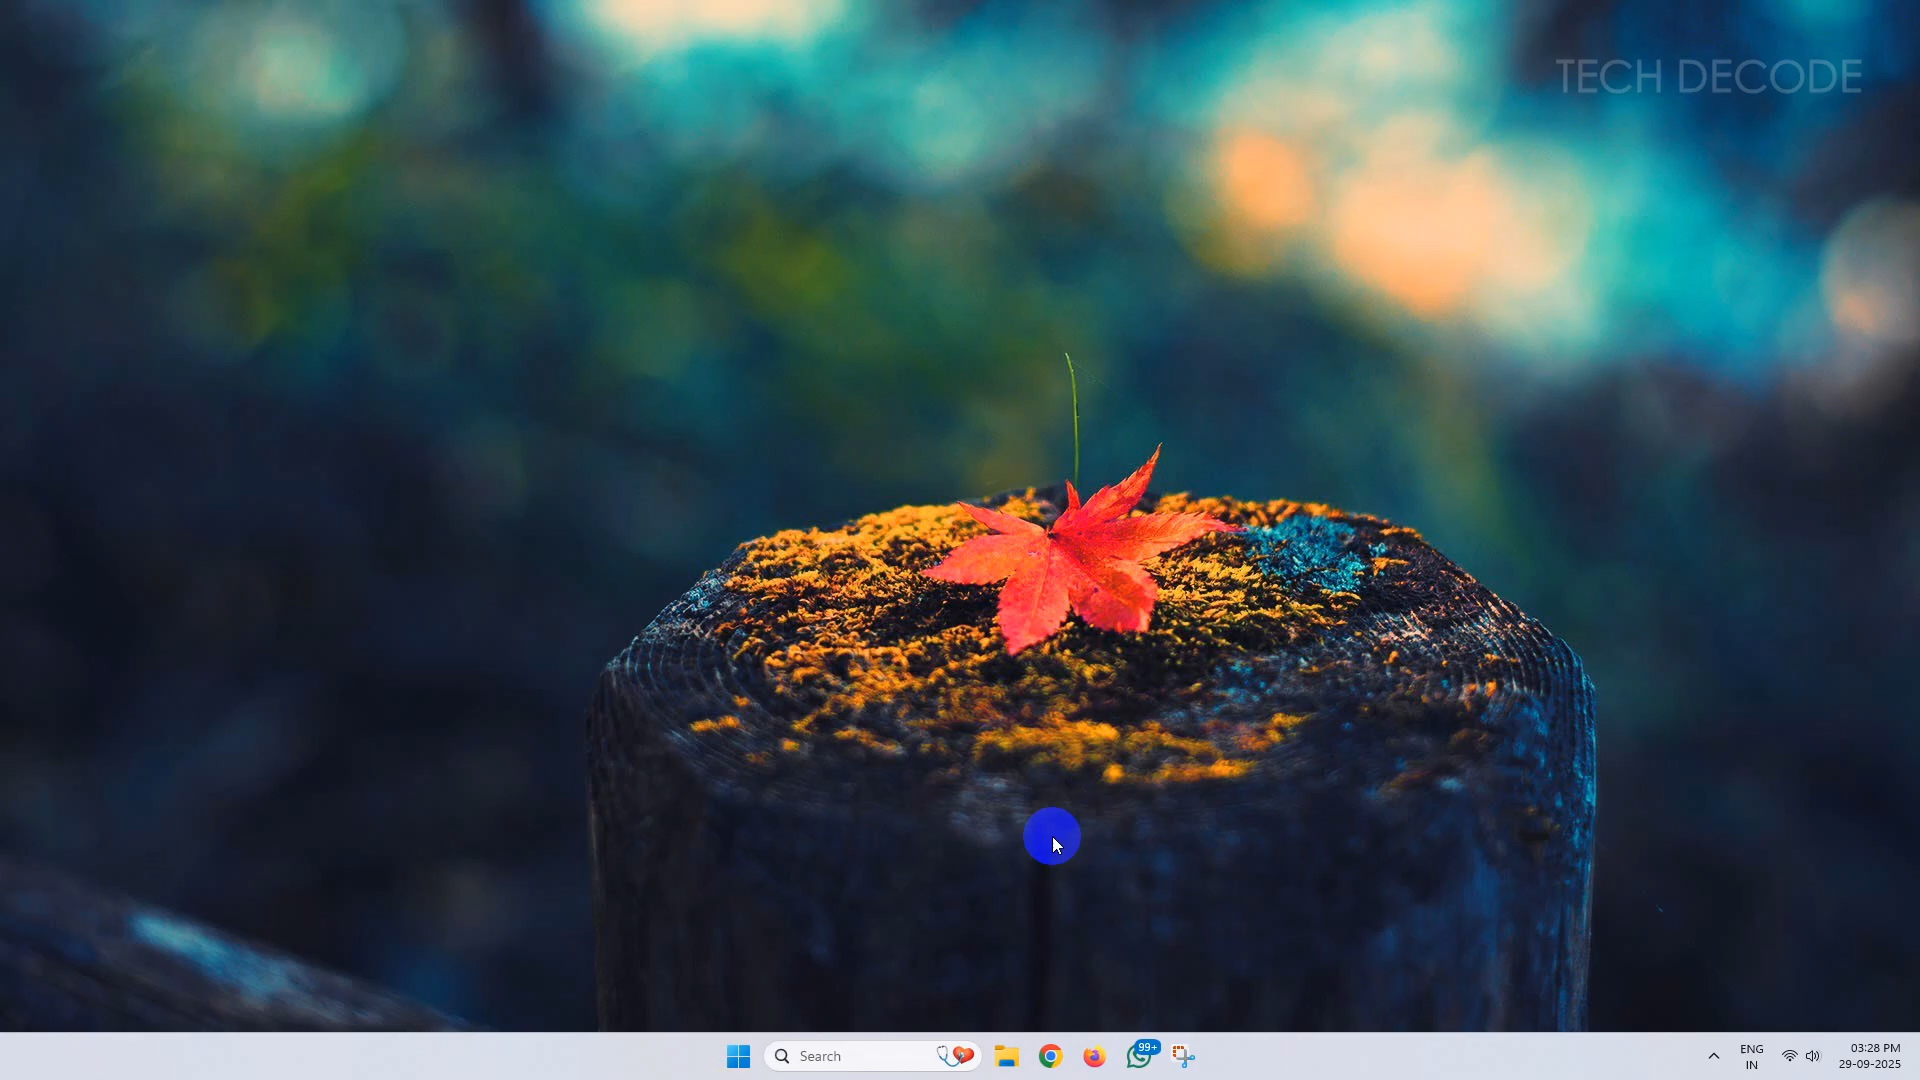 TECH DECODE
Search
99+
ENG
IN
03:28 PM
29-09-2025